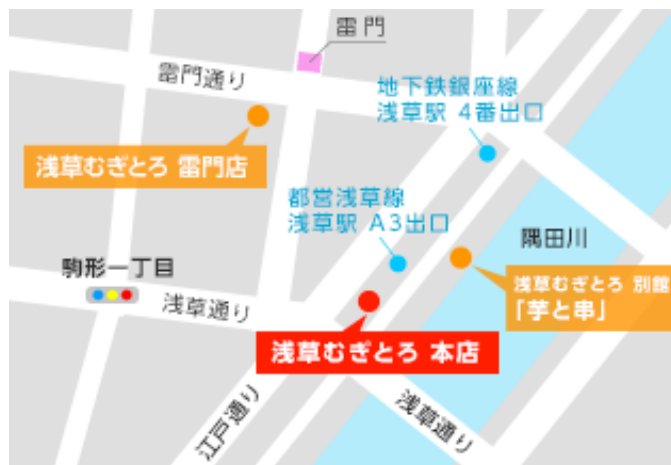 雷門
雷門通り
地下鉄銀座線
浅草駅 4番出口
浅草むぎとろ 雷門店
都営浅草線
浅草駅 A3出口
隅田川
駒形一丁目
浅草むぎとろ 別館
「芋と串」
浅草通り
浅草むぎとろ 本店
江戸通り
浅草通り